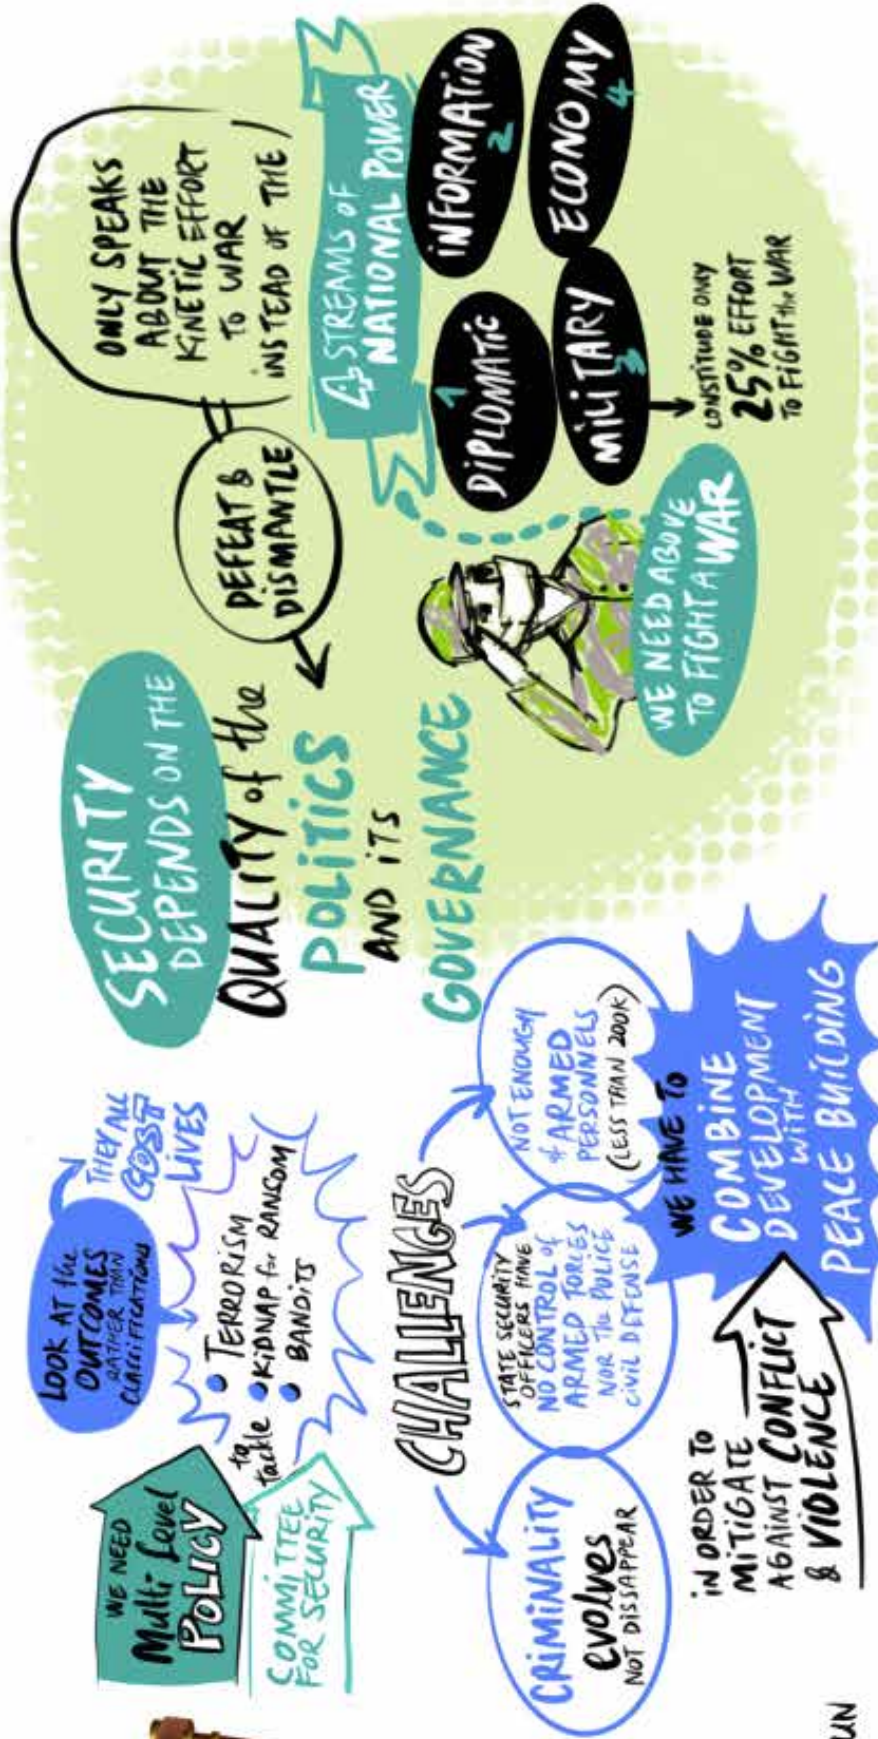 WE NEED
Multi Level
POLICY
COMMITTEE
FOR SECURITY
to
tackle
TERRORISM
KIDNAP for RANSOM
BANDITS
LOOK AT the
OUTCOMES
RATHER THAN
CLASSIFICATIONS
THEY ALL
COST
LIVES
CHALLENGES
CRIMINALITY
evolves
NOT DISSAPPEAR
STATE SECURITY
OFFICERS HAVE
NO CONTROL of
ARMED FORCES
NOR The POLICE
CIVIL DEFENSE
NOT ENOUGH
of ARMED
PERSONNELS
(LESS THAN 200K)
IN ORDER TO
MITIGATE
AGAINST CONFLICT
& VIOLENCE
WE HAVE TO
COMBINE
DEVELOPMENT
WITH
PEACE BUILDING
SECURITY
DEPENDS ON THE
QUALITY of the
POLITICS
AND ITS
GOVERNANCE
DEFEAT &
DISMANTLE
ONLY SPEAKS
ABOUT THE
KINETIC EFFORT
TO WAR
INSTEAD OF THE
4 STREAMS OF
NATIONAL POWER
DIPLOMATIC
1
INFORMATION
2
MILITARY
3
ECONOMY
4
CONSTITUDE ONLY
25% EFFORT
TO FIGHT the WAR
WE NEED ABOVE
TO FIGHT A WAR
UN